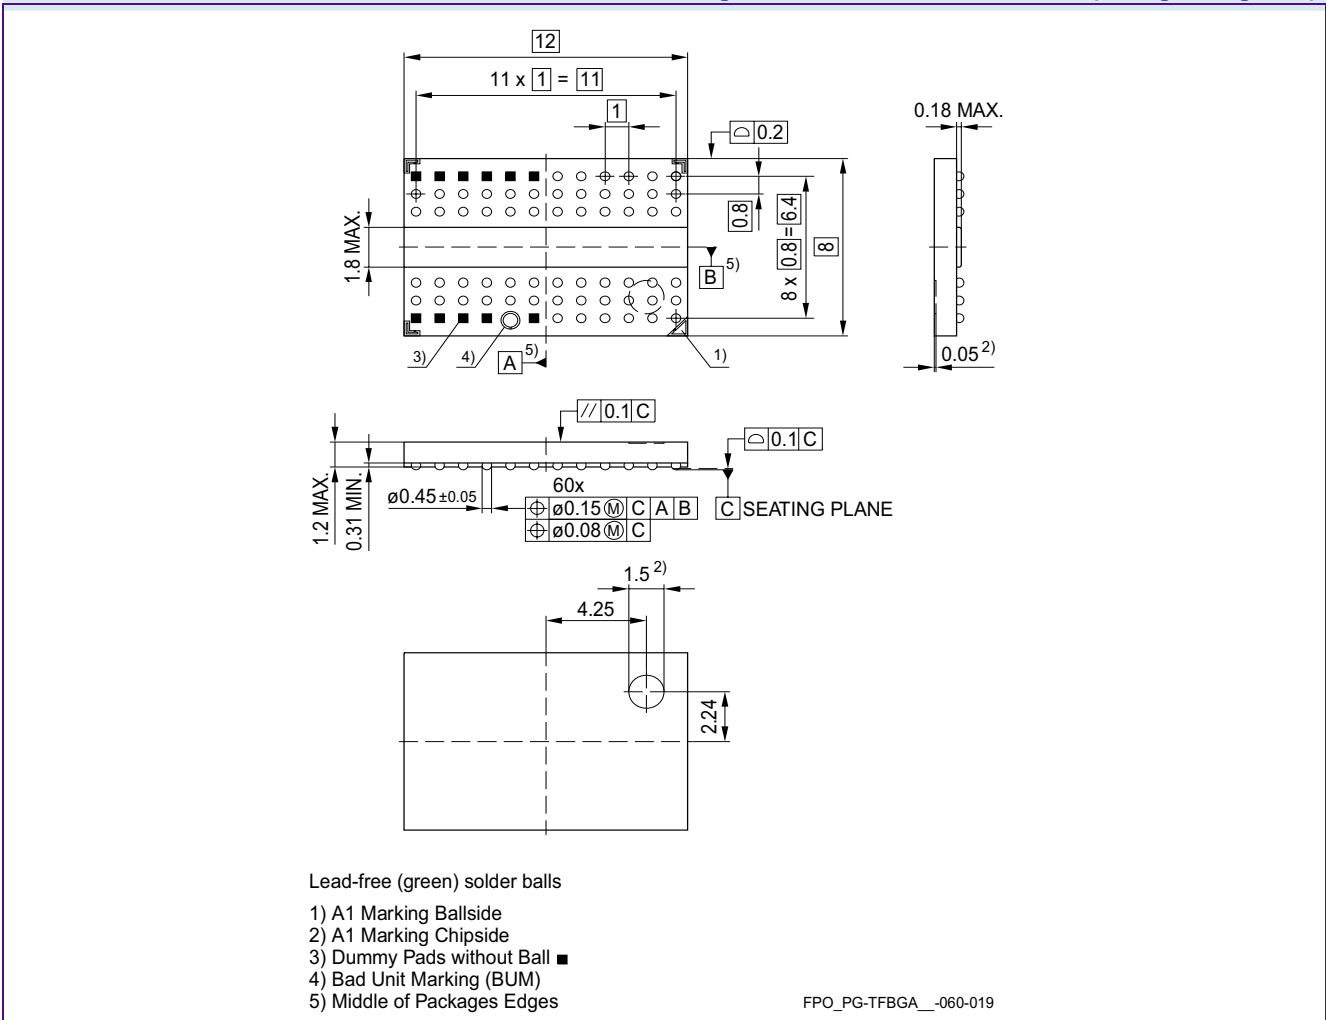 12
11 x 1 = 11
1
0.18 MAX.
0.2
0.8
8 x 0.8 = 6.4
8
1.8 MAX.
B 5)
3)
4)
A 5)
1)
0.05 2)
// 0.1 C
0.1 C
1.2 MAX.
0.31 MIN.
ø0.45 ±0.05
60x
ø0.15 Ⓜ C A B
ø0.08 Ⓜ C
C SEATING PLANE
1.5 2)
4.25
2.24
Lead-free (green) solder balls
1) A1 Marking Ballside
2) A1 Marking Chipside
3) Dummy Pads without Ball ■
4) Bad Unit Marking (BUM)
5) Middle of Packages Edges
FPO_PG-TFBGA__-060-019